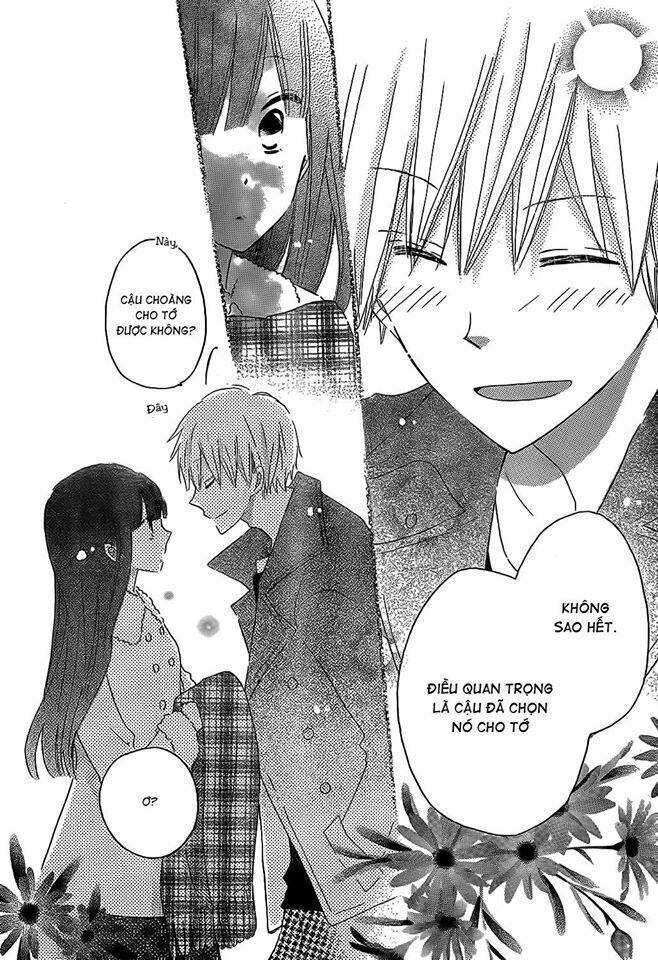 KHÔNG
SAO HẾT.
ĐIỀU QUAN TRỌNG
LÀ CẬU ĐÃ CHỌN
NÓ CHO TỚ
Này,
CẬU CHOÀNG
CHO TỚ
ĐƯỢC KHÔNG?
Đây
Ơ?